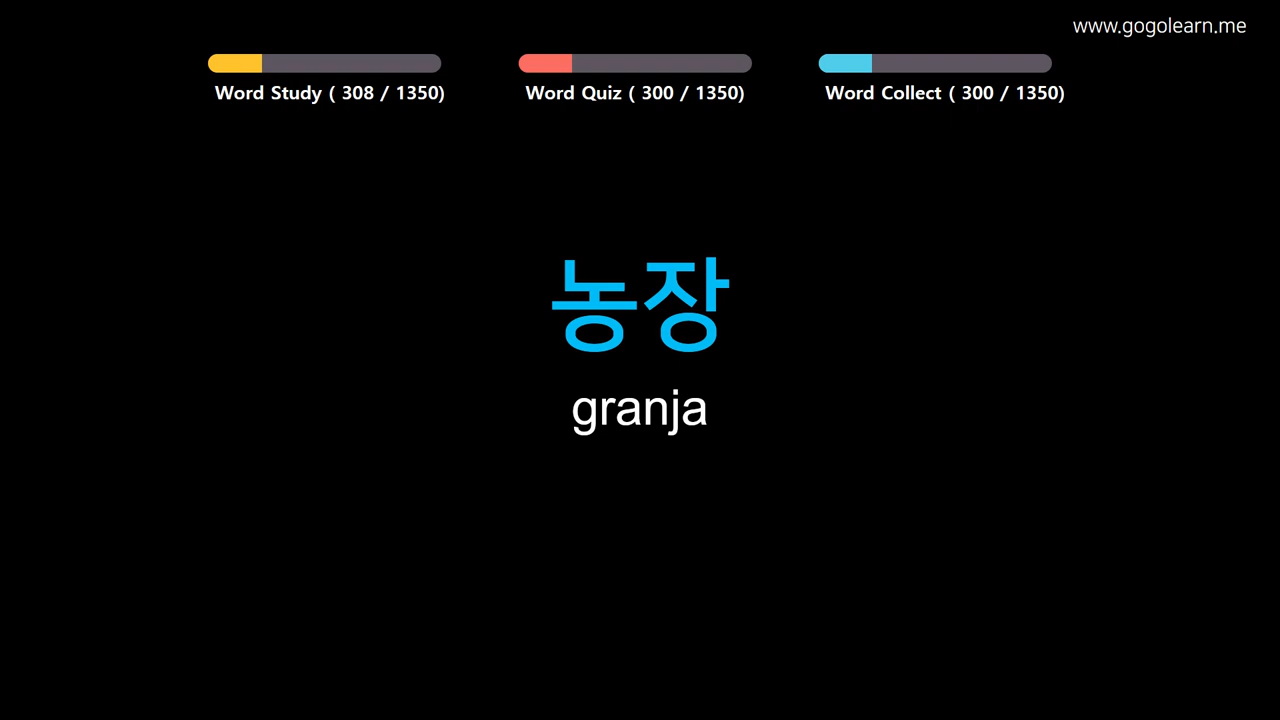 www.gogolearn.me
Word Study ( 308 / 1350)
Word Quiz ( 300 / 1350)
Word Collect ( 300 / 1350)
농장
granja